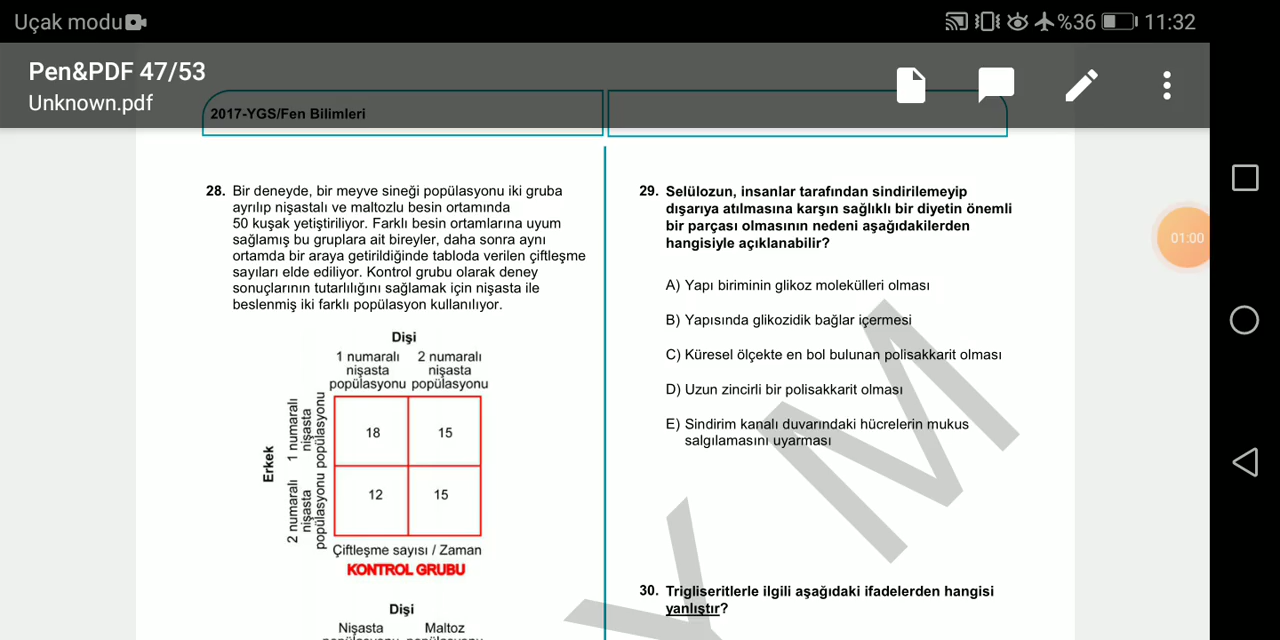 Uçak modu
%36
11:32
Pen&PDF 47/53
Unknown.pdf
2017-YGS/Fen Bilimleri
28. Bir deneyde, bir meyve sineği popülasyonu iki gruba
ayrılıp nişastalı ve maltozlu besin ortamında
50 kuşak yetiştiriliyor. Farklı besin ortamlarına uyum
sağlamış bu gruplara ait bireyler, daha sonra aynı
ortamda bir araya getirildiğinde tabloda verilen çiftleşme
sayıları elde ediliyor. Kontrol grubu olarak deney
sonuçlarının tutarlılığını sağlamak için nişasta ile
beslenmiş iki farklı popülasyon kullanılıyor.
Dişi
1 numaralı
nişasta
popülasyonu
2 numaralı
nişasta
popülasyonu
Erkek
1 numaralı
nişasta
popülasyonu
18
15
2 numaralı
nişasta
popülasyonu
12
15
Çiftleşme sayısı / Zaman
KONTROL GRUBU
Dişi
Nişasta
popülasyonu
Maltoz
popülasyonu
29. Selülozun, insanlar tarafından sindirilemeyip
dışarıya atılmasına karşın sağlıklı bir diyetin önemli
bir parçası olmasının nedeni aşağıdakilerden
hangisiyle açıklanabilir?
A) Yapı biriminin glikoz molekülleri olması
B) Yapısında glikozidik bağlar içermesi
C) Küresel ölçekte en bol bulunan polisakkarit olması
D) Uzun zincirli bir polisakkarit olması
E) Sindirim kanalı duvarındaki hücrelerin mukus
salgılamasını uyarması
30. Trigliseritlerle ilgili aşağıdaki ifadelerden hangisi
yanlıştır?
01:00
Y M